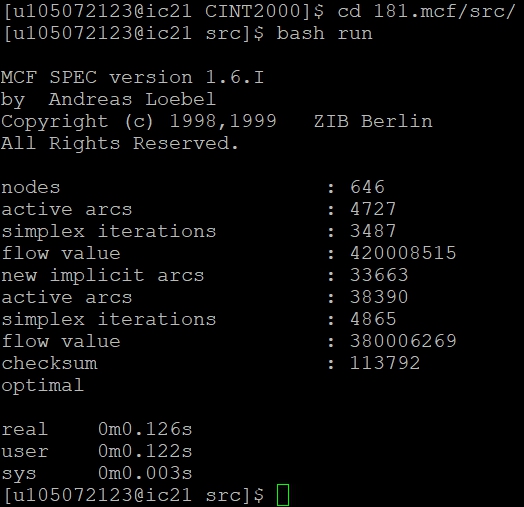 [u105072123@ic21 CINT2000]$ cd 181.mcf/src/
[u105072123@ic21 src]$ bash run
MCF SPEC version 1.6.I
by  Andreas Loebel
Copyright (c) 1998,1999   ZIB Berlin
All Rights Reserved.
nodes                      : 646
active arcs                : 4727
simplex iterations         : 3487
flow value                 : 420008515
new implicit arcs          : 33663
active arcs                : 38390
simplex iterations         : 4865
flow value                 : 380006269
checksum                   : 113792
optimal
real    0m0.126s
user    0m0.122s
sys     0m0.003s
[u105072123@ic21 src]$